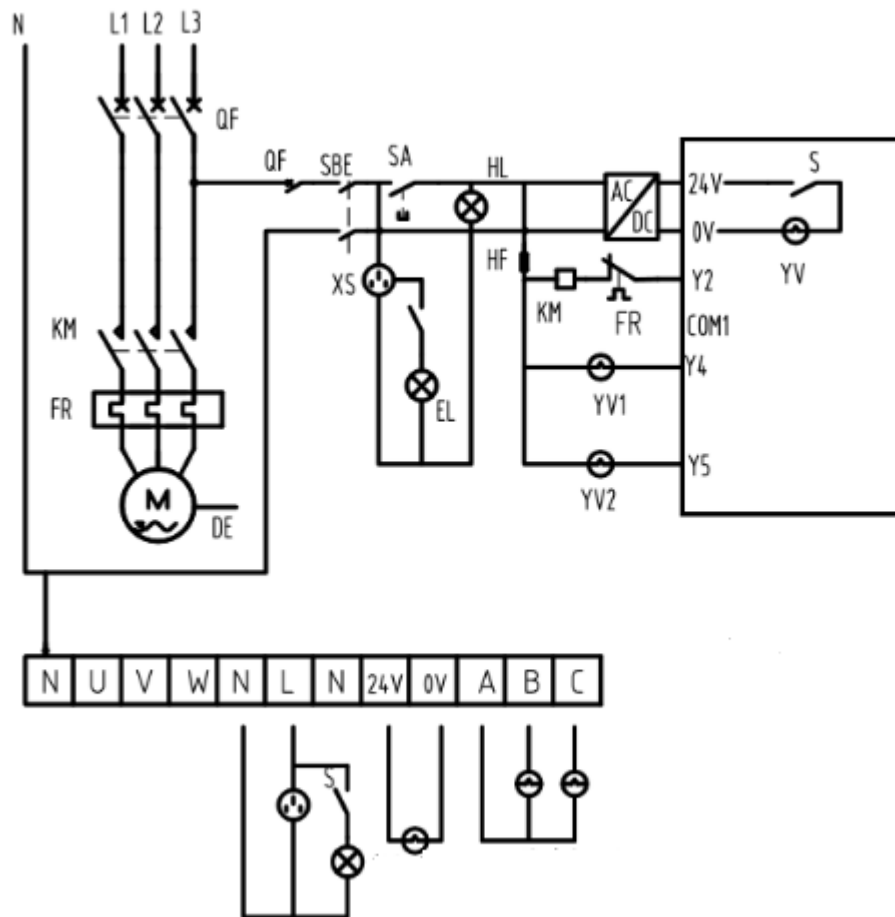 N L1 L2 L3
QF
QF SBE SA HL
AC
DC
24V S
0V
YV
XS
HF
KM FR
Y2
COM1
KM
FR
Y4
YV1
EL
Y5
YV2
M
DE
N U V W N L N 24V 0V A B C
S